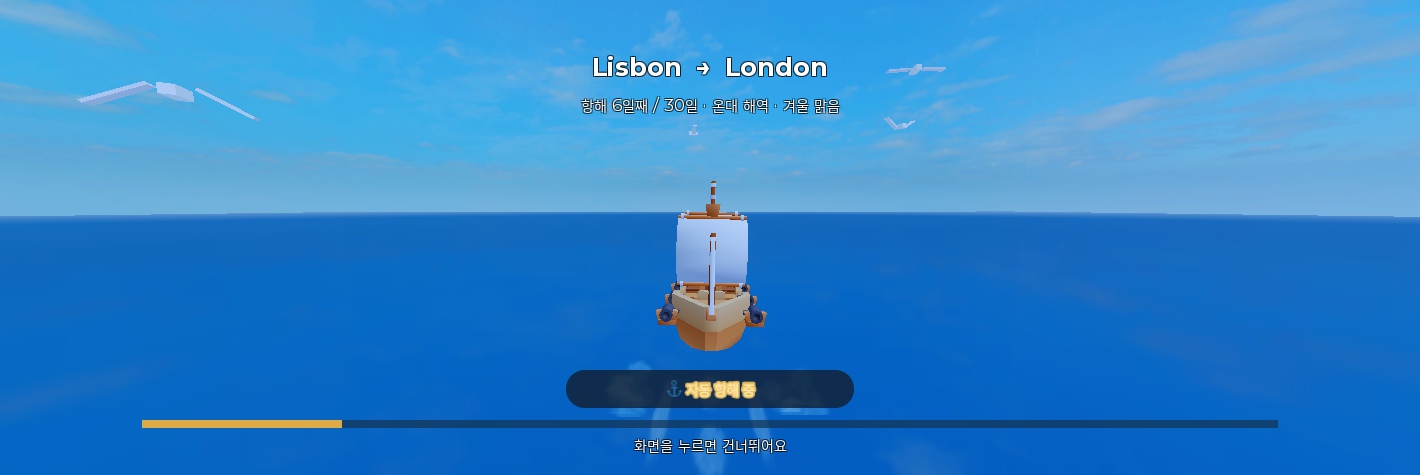 Lisbon → London
항해 6일째 / 30일 · 온대 해역 · 겨울 맑음
⚓ 자동 항해 중
화면을 누르면 건너뛰어요